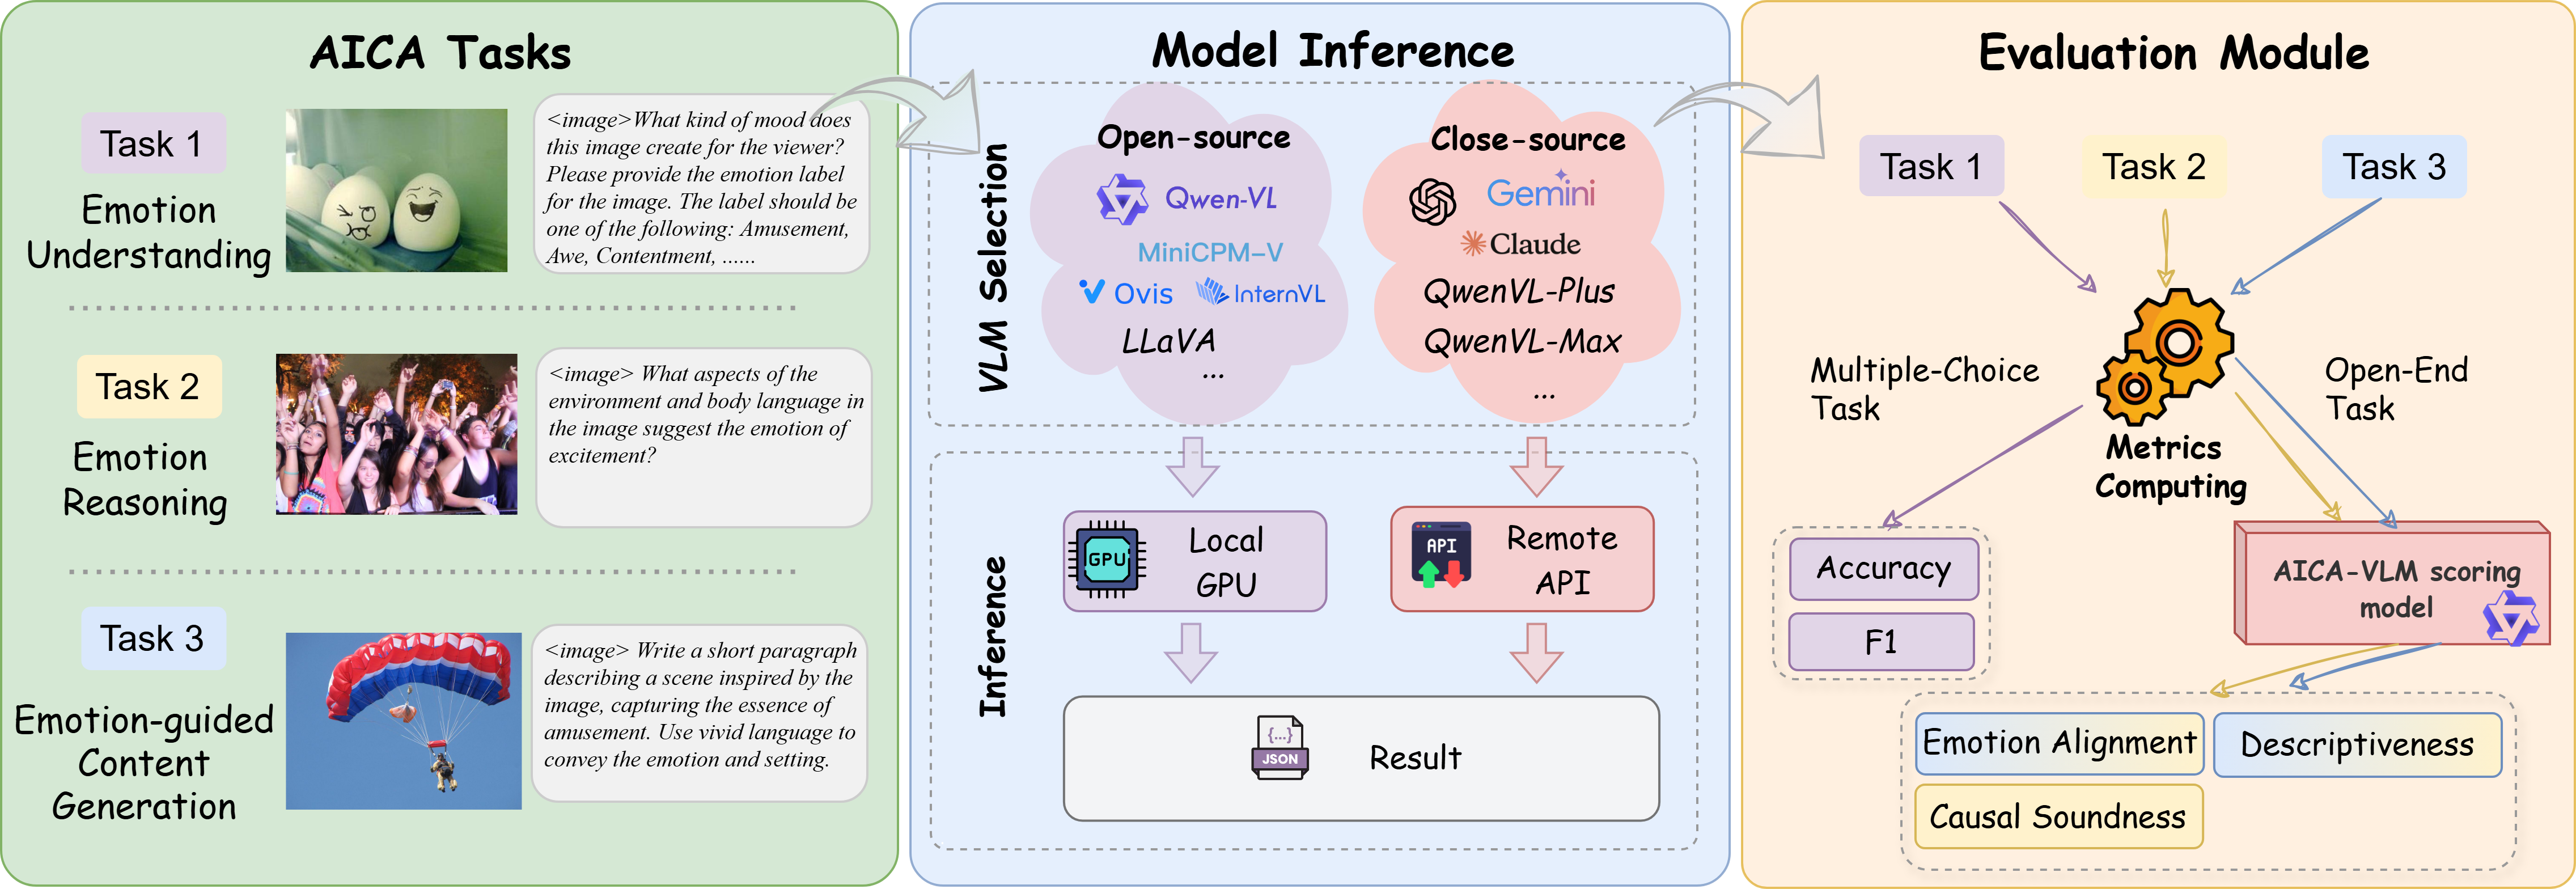 AICA Tasks
Task 1
Emotion
Understanding
<image>What kind of mood does
this image create for the viewer?
Please provide the emotion label
for the image. The label should be
one of the following: Amusement,
Awe, Contentment, ......
Task 2
Emotion
Reasoning
<image> What aspects of the
environment and body language in
the image suggest the emotion of
excitement?
Task 3
Emotion-guided
Content
Generation
<image> Write a short paragraph
describing a scene inspired by the
image, capturing the essence of
amusement. Use vivid language to
convey the emotion and setting.
Model Inference
VLM Selection
Open-source
Qwen-VL
MiniCPM-V
Ovis
InternVL
LLaVA
...
Close-source
Gemini
Claude
QwenVL-Plus
QwenVL-Max
...
Inference
GPU
Local
GPU
API
Remote
API
{...}
JSON
Result
Evaluation Module
Task 1
Task 2
Task 3
Multiple-Choice
Task
Open-End
Task
Metrics
Computing
Accuracy
F1
AICA-VLM scoring
model
Emotion Alignment
Descriptiveness
Causal Soundness